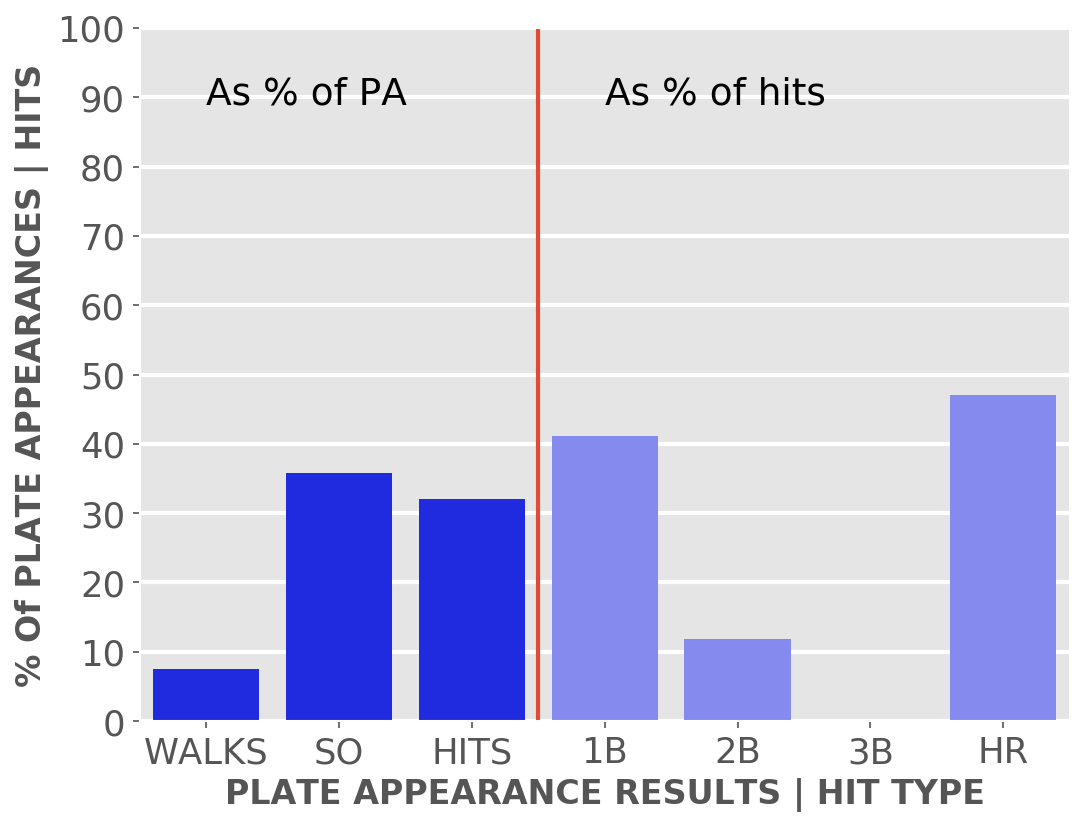 100
90
80
70
60
50
40
30
20
10
0
% Of PLATE APPEARANCES | HITS
As % of PA
As % of hits
WALKS SO HITS 1B 2B 3B HR
PLATE APPEARANCE RESULTS | HIT TYPE